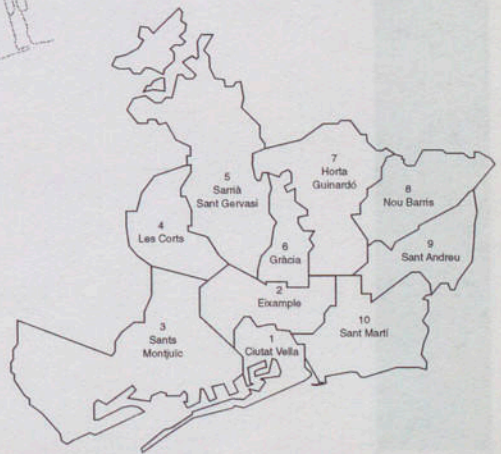 1
Ciutat Vella
2
Eixample
3
Sants
Montjuïc
4
Les Corts
5
Sarrià
Sant Gervasi
6
Gràcia
7
Horta
Guinardó
8
Nou Barris
9
Sant Andreu
10
Sant Martí